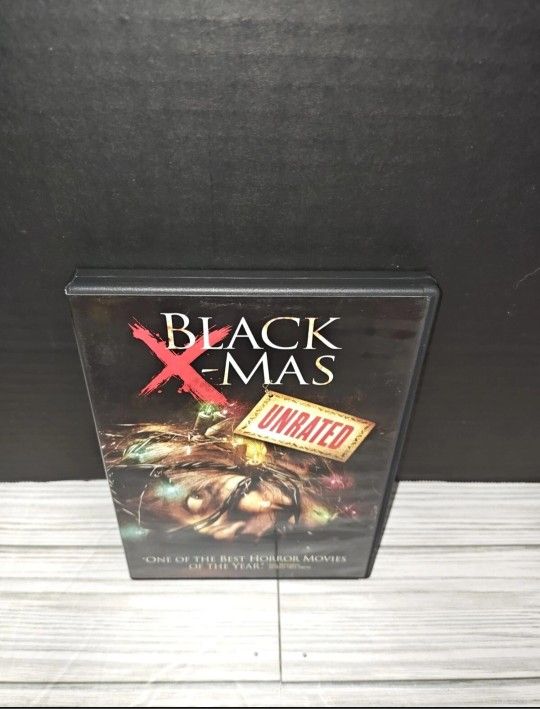 BLACK
X-MAS
UNRATED
"ONE OF THE BEST HORROR MOVIES
OF THE YEAR."